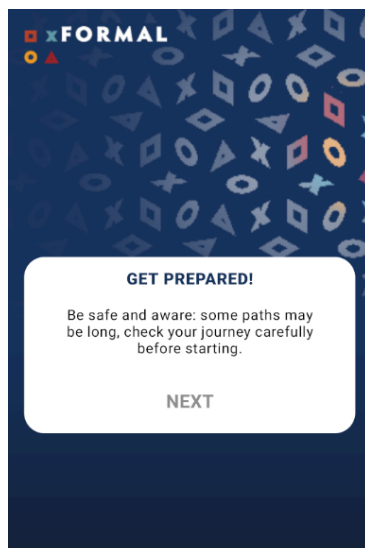 xFORMAL
GET PREPARED!
Be safe and aware: some paths may
be long, check your journey carefully
before starting.
NEXT